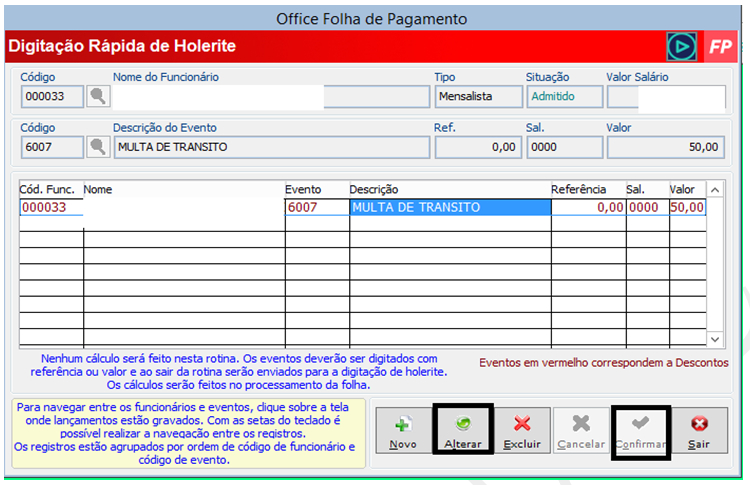 Office Folha de Pagamento
Digitação Rápida de Holerite FP
Código Nome do Funcionário Tipo Situação Valor Salário
000033 Mensalista Admitido
Código Descrição do Evento Ref. Sal. Valor
6007 MULTA DE TRANSITO 0,00 0000 50,00
Cód. Func. Nome Evento Descrição Referência Sal. Valor
000033 6007 MULTA DE TRANSITO 0,00 0000 50,00
Nenhum cálculo será feito nesta rotina. Os eventos deverão ser digitados com
referência ou valor e ao sair da rotina serão enviados para a digitação de holerite.
Os cálculos serão feitos no processamento da folha.
Eventos em vermelho correspondem a Descontos
Para navegar entre os funcionários e eventos, clique sobre a tela
onde lançamentos estão gravados. Com as setas do teclado é
possível realizar a navegação entre os registros.
Os registros estão agrupados por ordem de código de funcionário e
código de evento.
Novo Alterar Excluir Cancelar Confirmar Sair